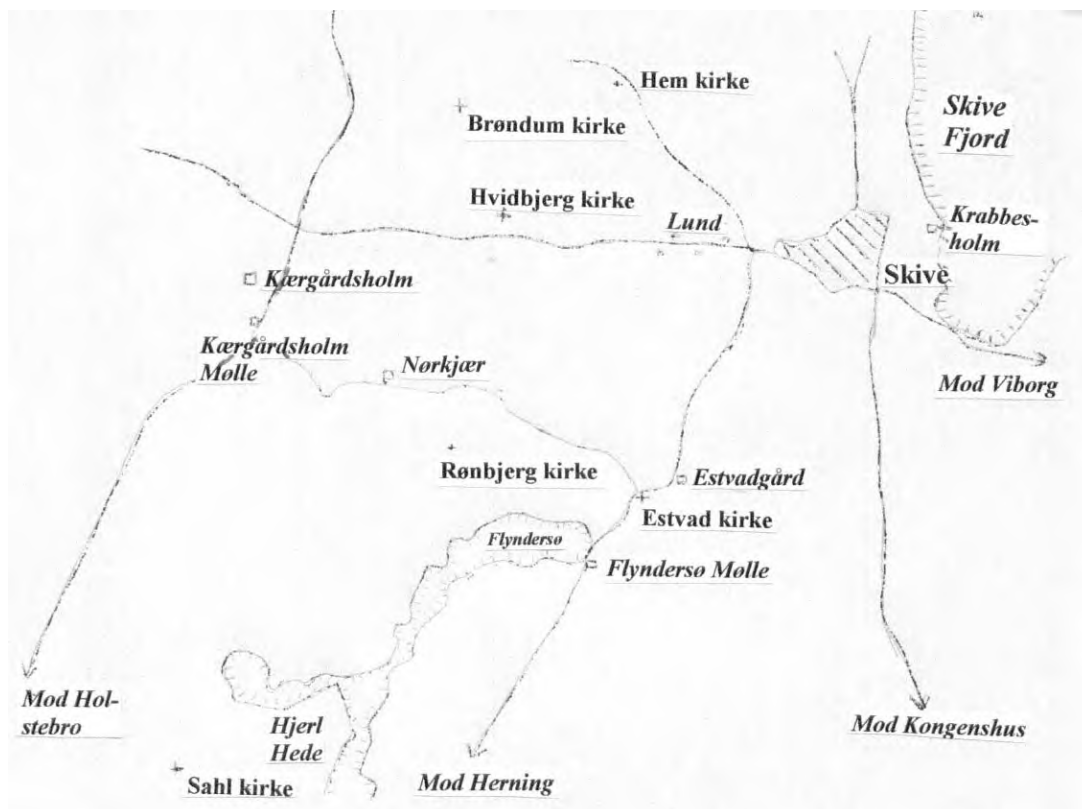 Hem kirke
Skive
Fjord
Brøndum kirke
Hvidbjerg kirke
Lund
Krabbes-
holm
Skive
Kærgårdsholm
Kærgårdsholm
Mølle
Nørkjær
Mod Viborg
Rønbjerg kirke
Estvadgård
Estvad kirke
Flyndersø
Flyndersø Mølle
Mod Hol-
stebro
Hjerl
Hede
Mod Kongenshus
Sahl kirke
Mod Herning